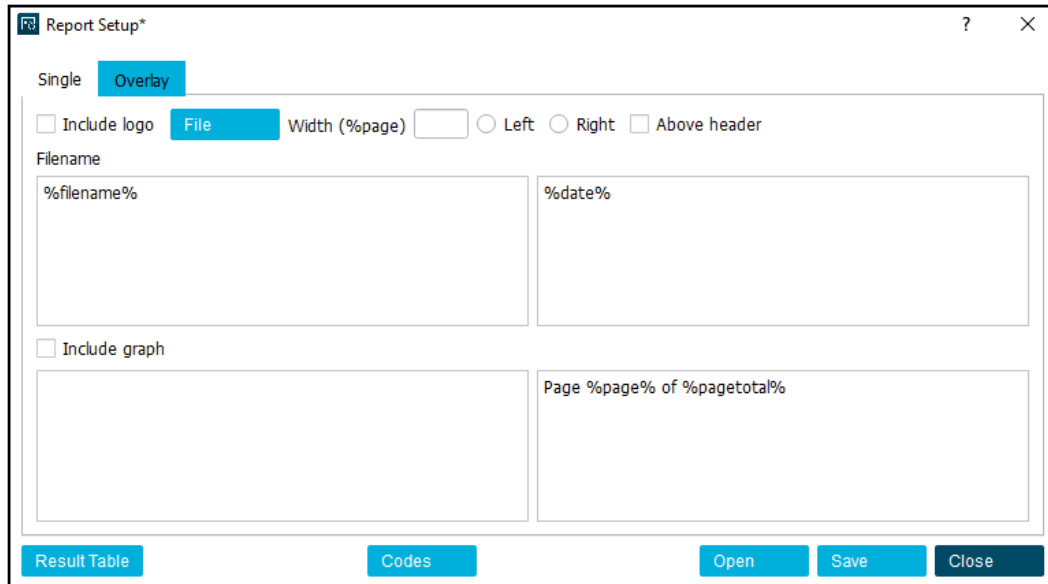 Report Setup* ?
Single Overlay
Include logo File Width (%page) Left Right Above header
Filename
%filename% %date%
Include graph
Page %page% of %pagetotal%
Result Table Codes Open Save Close